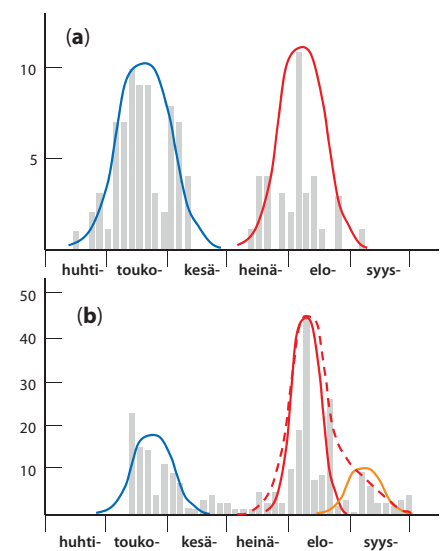 (a)
10
5
huhti- touko- kesä- heinä- elo- syys-
50
(b)
40
30
20
10
huhti- touko- kesä- heinä- elo- syys-